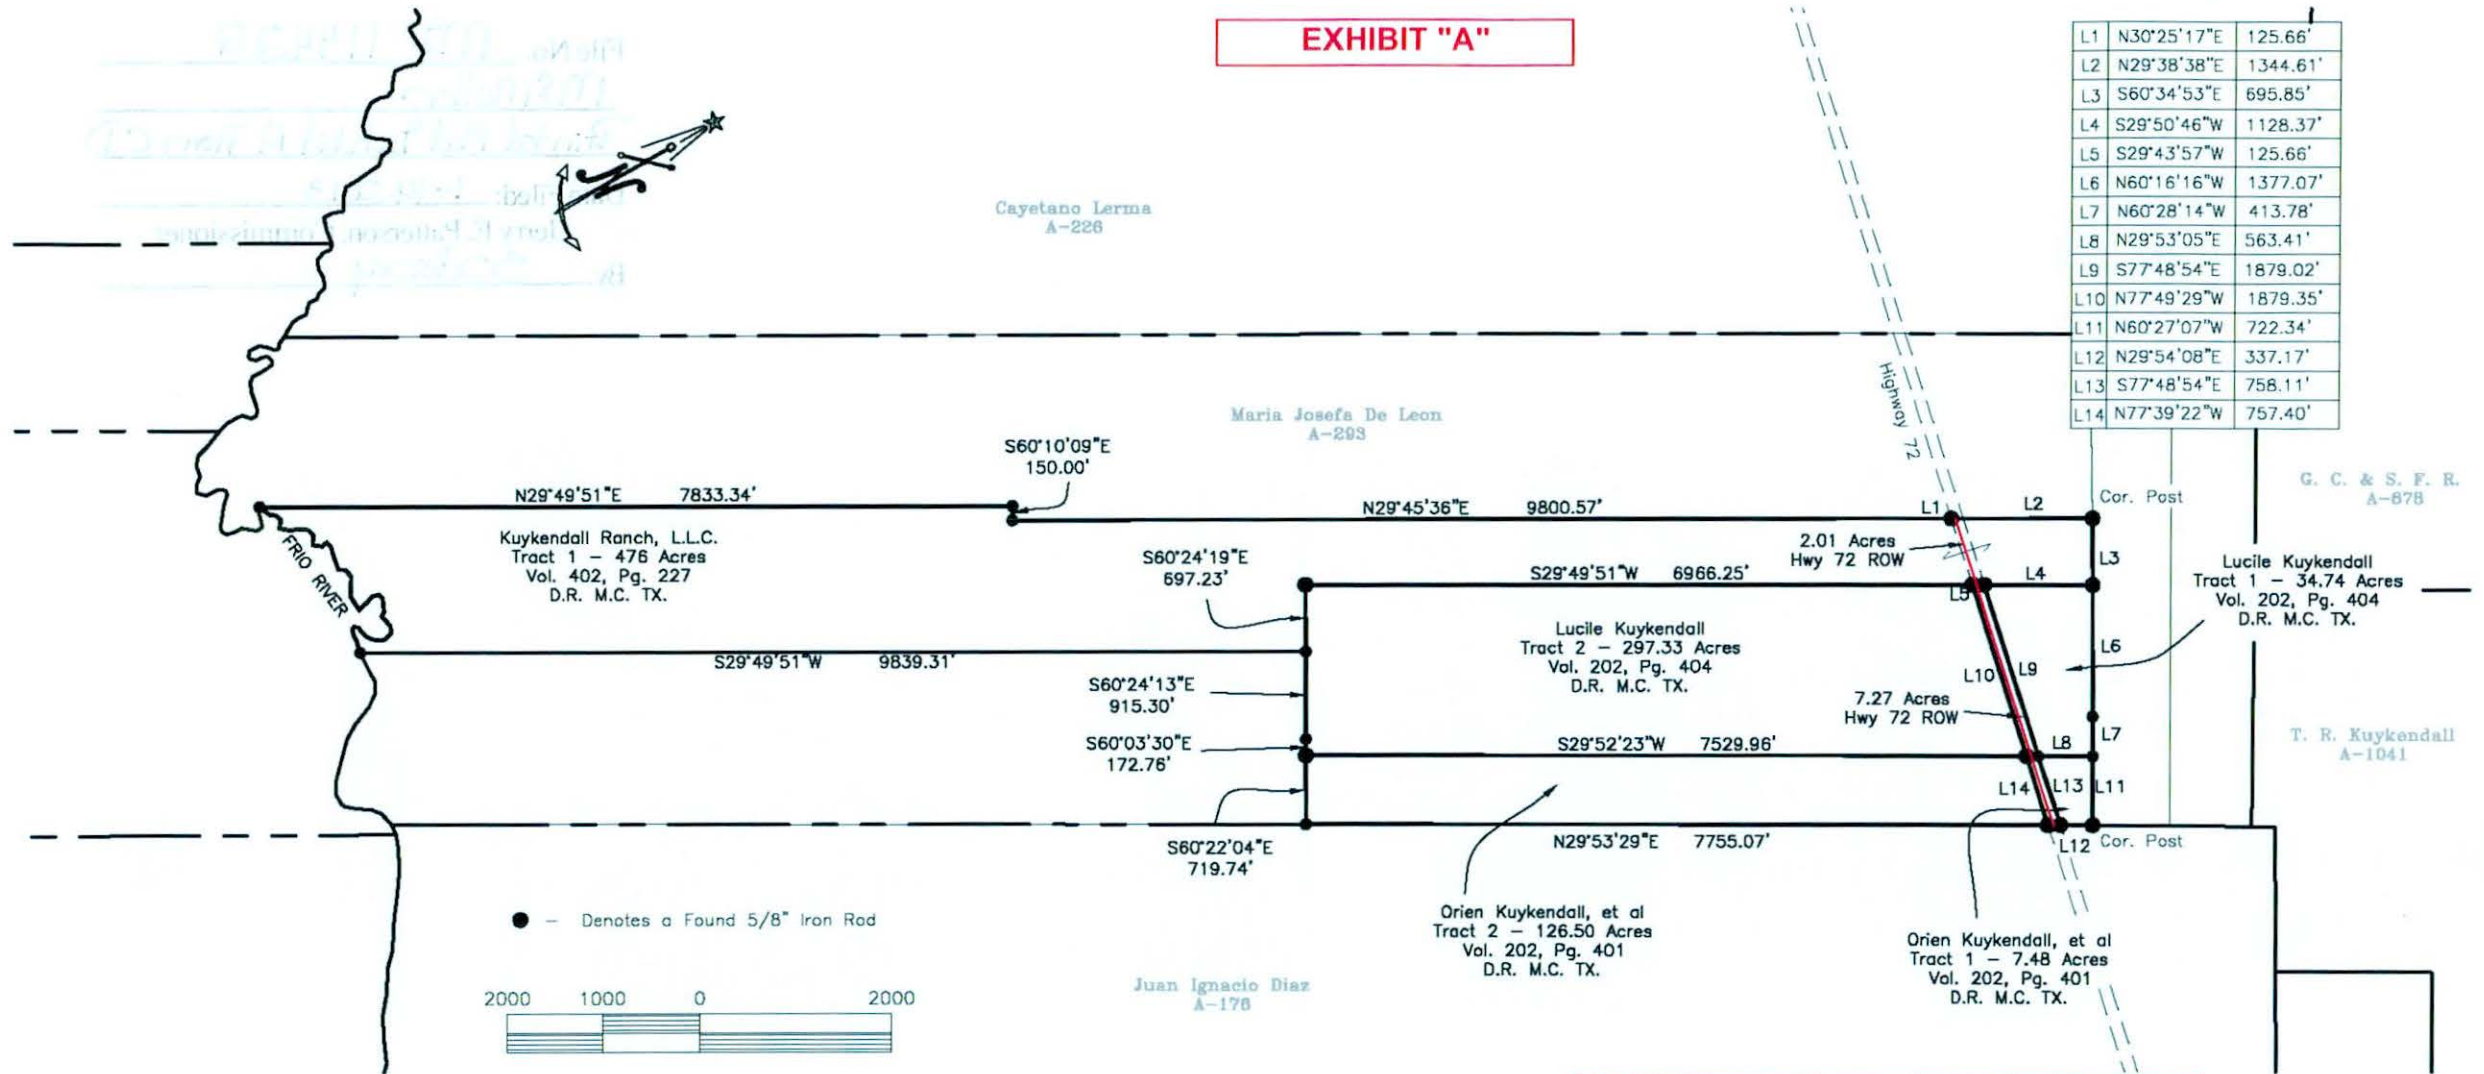 EXHIBIT "A"
L1 N30°25'17"E 125.66'
L2 N29°38'38"E 1344.61'
L3 S60°34'53"E 695.85'
L4 S29°50'46"W 1128.37'
L5 S29°43'57"W 125.66'
L6 N60°16'16"W 1377.07'
L7 N60°28'14"W 413.78'
L8 N29°53'05"E 563.41'
L9 S77°48'54"E 1879.02'
L10 N77°49'29"W 1879.35'
L11 N60°27'07"W 722.34'
L12 N29°54'08"E 337.17'
L13 S77°48'54"E 758.11'
L14 N77°39'22"W 757.40'
File No.
Date Filed:
Jerry E. Patterson, Commissioner
By
Cayetano Lerma
A-226
Highway 72
Maria Josefa De Leon
A-293
S60°10'09"E
150.00'
N29°49'51"E 7833.34'
N29°45'36"E 9800.57'
L1
L2
Cor. Post
G. C. & S. F. R.
A-878
Kuykendall Ranch, L.L.C.
Tract 1 - 476 Acres
Vol. 402, Pg. 227
D.R. M.C. TX.
FRIO RIVER
S60°24'19"E
697.23'
2.01 Acres
Hwy 72 ROW
L3
S29°49'51"W 6966.25'
L4
L5
Lucile Kuykendall
Tract 1 - 34.74 Acres
Vol. 202, Pg. 404
D.R. M.C. TX.
Lucile Kuykendall
Tract 2 - 297.33 Acres
Vol. 202, Pg. 404
D.R. M.C. TX.
S29°49'51"W 9839.31'
L10
L9
L6
S60°24'13"E
915.30'
7.27 Acres
Hwy 72 ROW
S60°03'30"E
172.76'
S29°52'23"W 7529.96'
L8
L7
T. R. Kuykendall
A-1041
L14
L13
L11
S60°22'04"E
719.74'
N29°53'29"E 7755.07'
L12
Cor. Post
Denotes a Found 5/8" Iron Rod
Orien Kuykendall, et al
Tract 2 - 126.50 Acres
Vol. 202, Pg. 401
D.R. M.C. TX.
Orien Kuykendall, et al
Tract 1 - 7.48 Acres
Vol. 202, Pg. 401
D.R. M.C. TX.
Juan Ignacio Diaz
A-176
2000 1000 0 2000